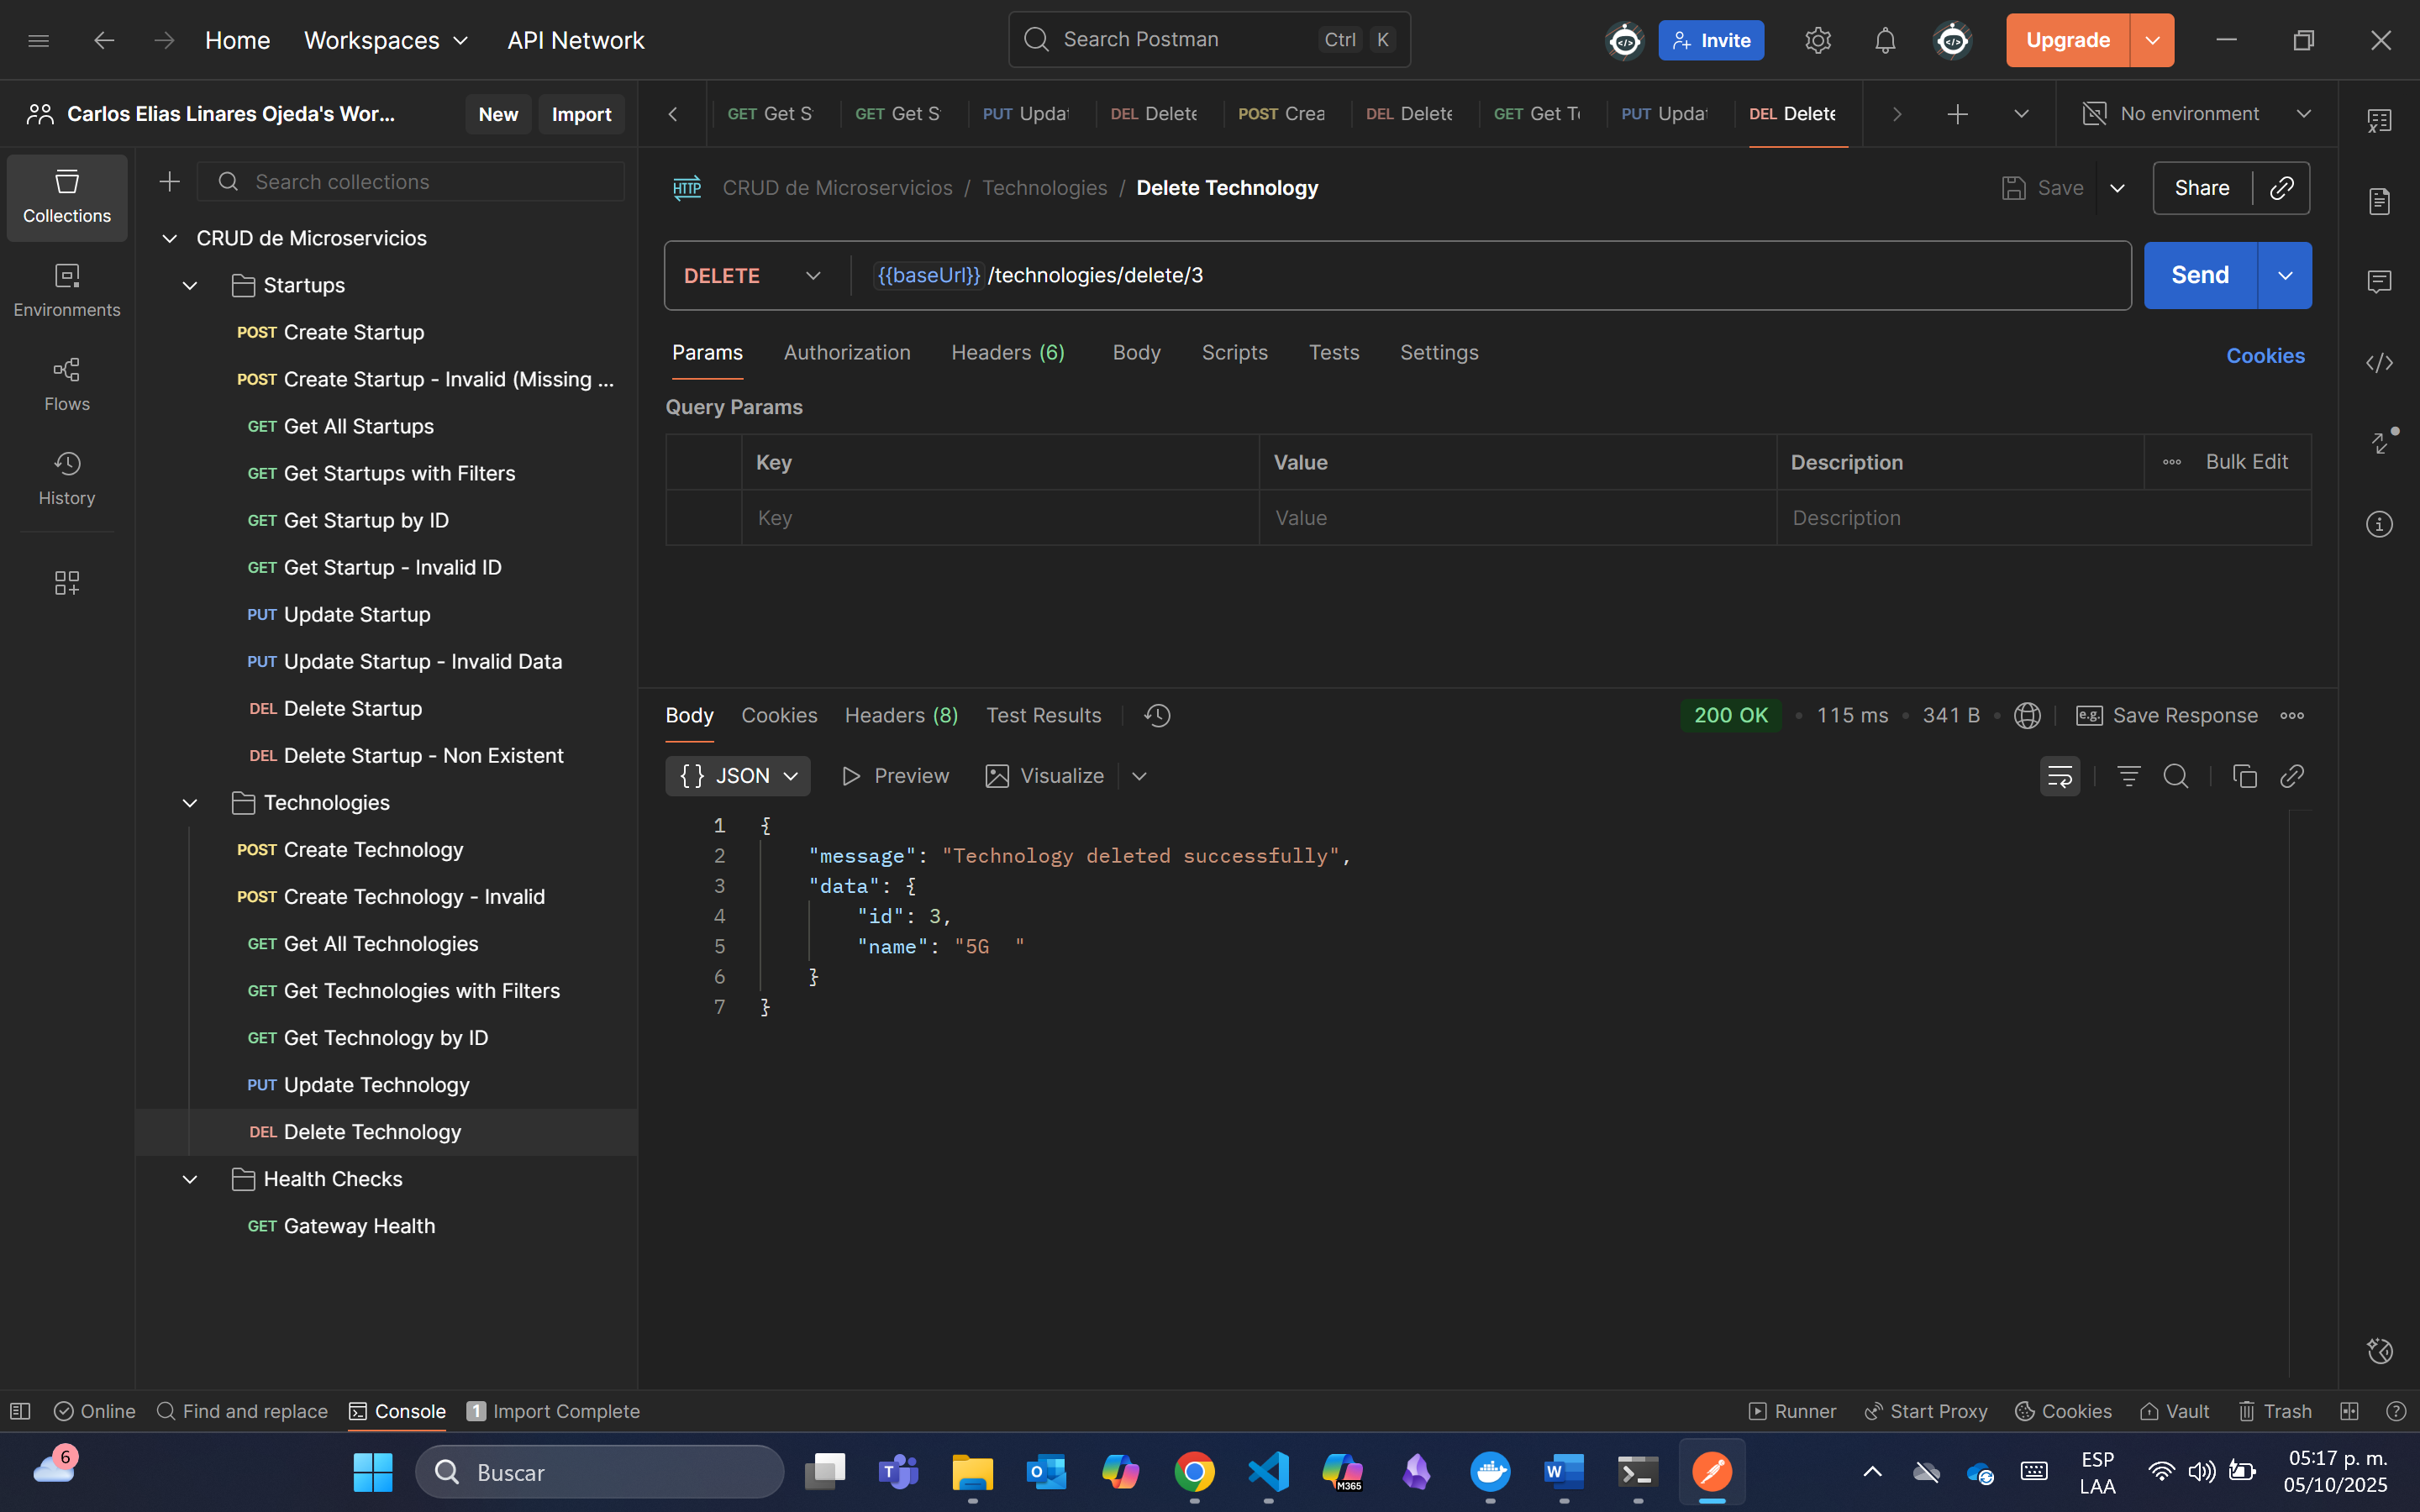 Home
Workspaces
API Network
Search Postman
Ctrl K
Invite
Upgrade
Carlos Elias Linares Ojeda's Wor...
New
Import
GET Get S
GET Get S
PUT Updat
DEL Delete
POST Crea
DEL Delete
GET Get Te
PUT Updat
DEL Delete
No environment
Collections
Environments
Flows
History
Search collections
CRUD de Microservicios
Startups
POST Create Startup
POST Create Startup - Invalid (Missing ...
GET Get All Startups
GET Get Startups with Filters
GET Get Startup by ID
GET Get Startup - Invalid ID
PUT Update Startup
PUT Update Startup - Invalid Data
DEL Delete Startup
DEL Delete Startup - Non Existent
Technologies
POST Create Technology
POST Create Technology - Invalid
GET Get All Technologies
GET Get Technologies with Filters
GET Get Technology by ID
PUT Update Technology
DEL Delete Technology
Health Checks
GET Gateway Health
HTTP CRUD de Microservicios / Technologies / Delete Technology
Save
Share
DELETE
{{baseUrl}}/technologies/delete/3
Send
Params Authorization Headers (6) Body Scripts Tests Settings
Cookies
Query Params
Key Value Description
Bulk Edit
Key Value Description
Body Cookies Headers (8) Test Results
200 OK • 115 ms • 341 B •
e.g. Save Response
{} JSON
Preview
Visualize
1 {
2 "message": "Technology deleted successfully",
3 "data": {
4 "id": 3,
5 "name": "5G  "
6 }
7 }
Online
Find and replace
Console
1 Import Complete
Runner
Start Proxy
Cookies
Vault
Trash
6
Buscar
M365
ESP
LAA
05:17 p. m.
05/10/2025